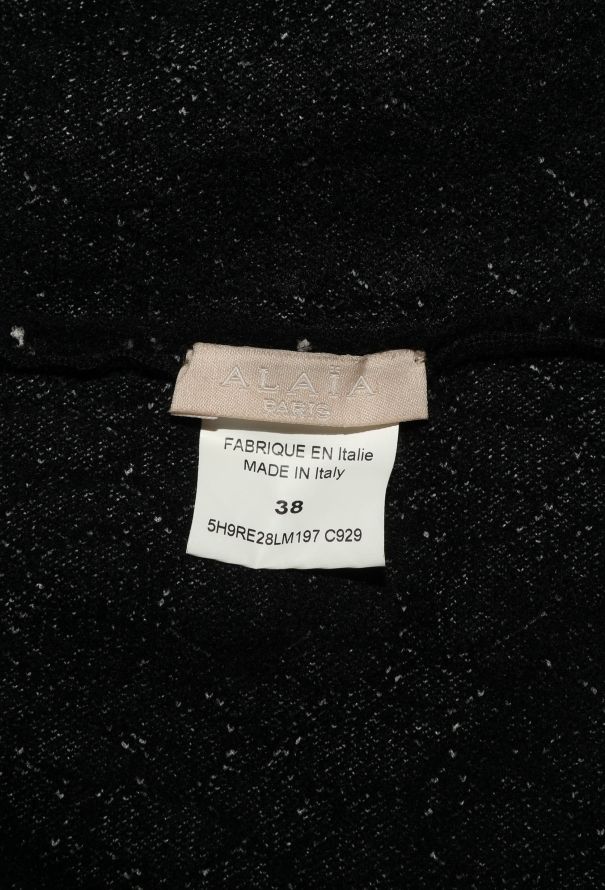 ALAÏA
PARIS
FABRIQUE EN Italie
MADE IN Italy
38
5H9RE28LM197 C929